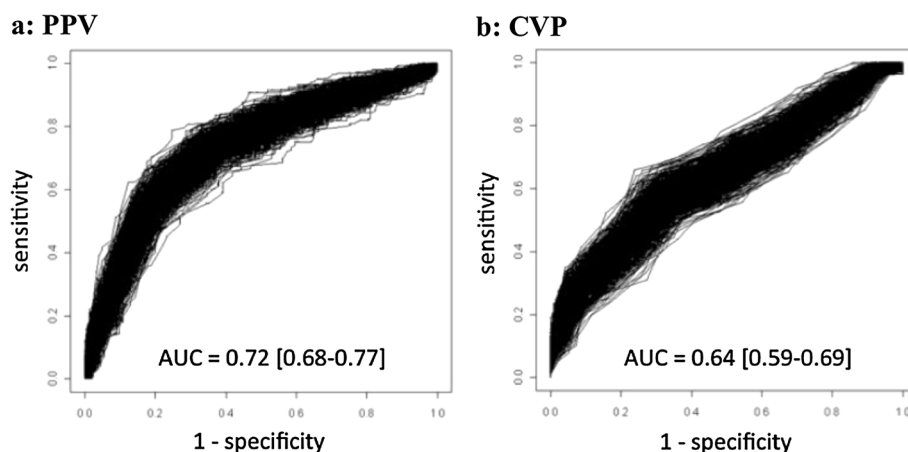 a: PPV
1.0
0.8
0.6
0.4
0.2
0.0
sensitivity
AUC = 0.72 [0.68-0.77]
0.0 0.2 0.4 0.6 0.8 1.0
1 - specificity
b: CVP
1.0
0.8
0.6
0.4
0.2
0.0
sensitivity
AUC = 0.64 [0.59-0.69]
0.0 0.2 0.4 0.6 0.8 1.0
1 - specificity